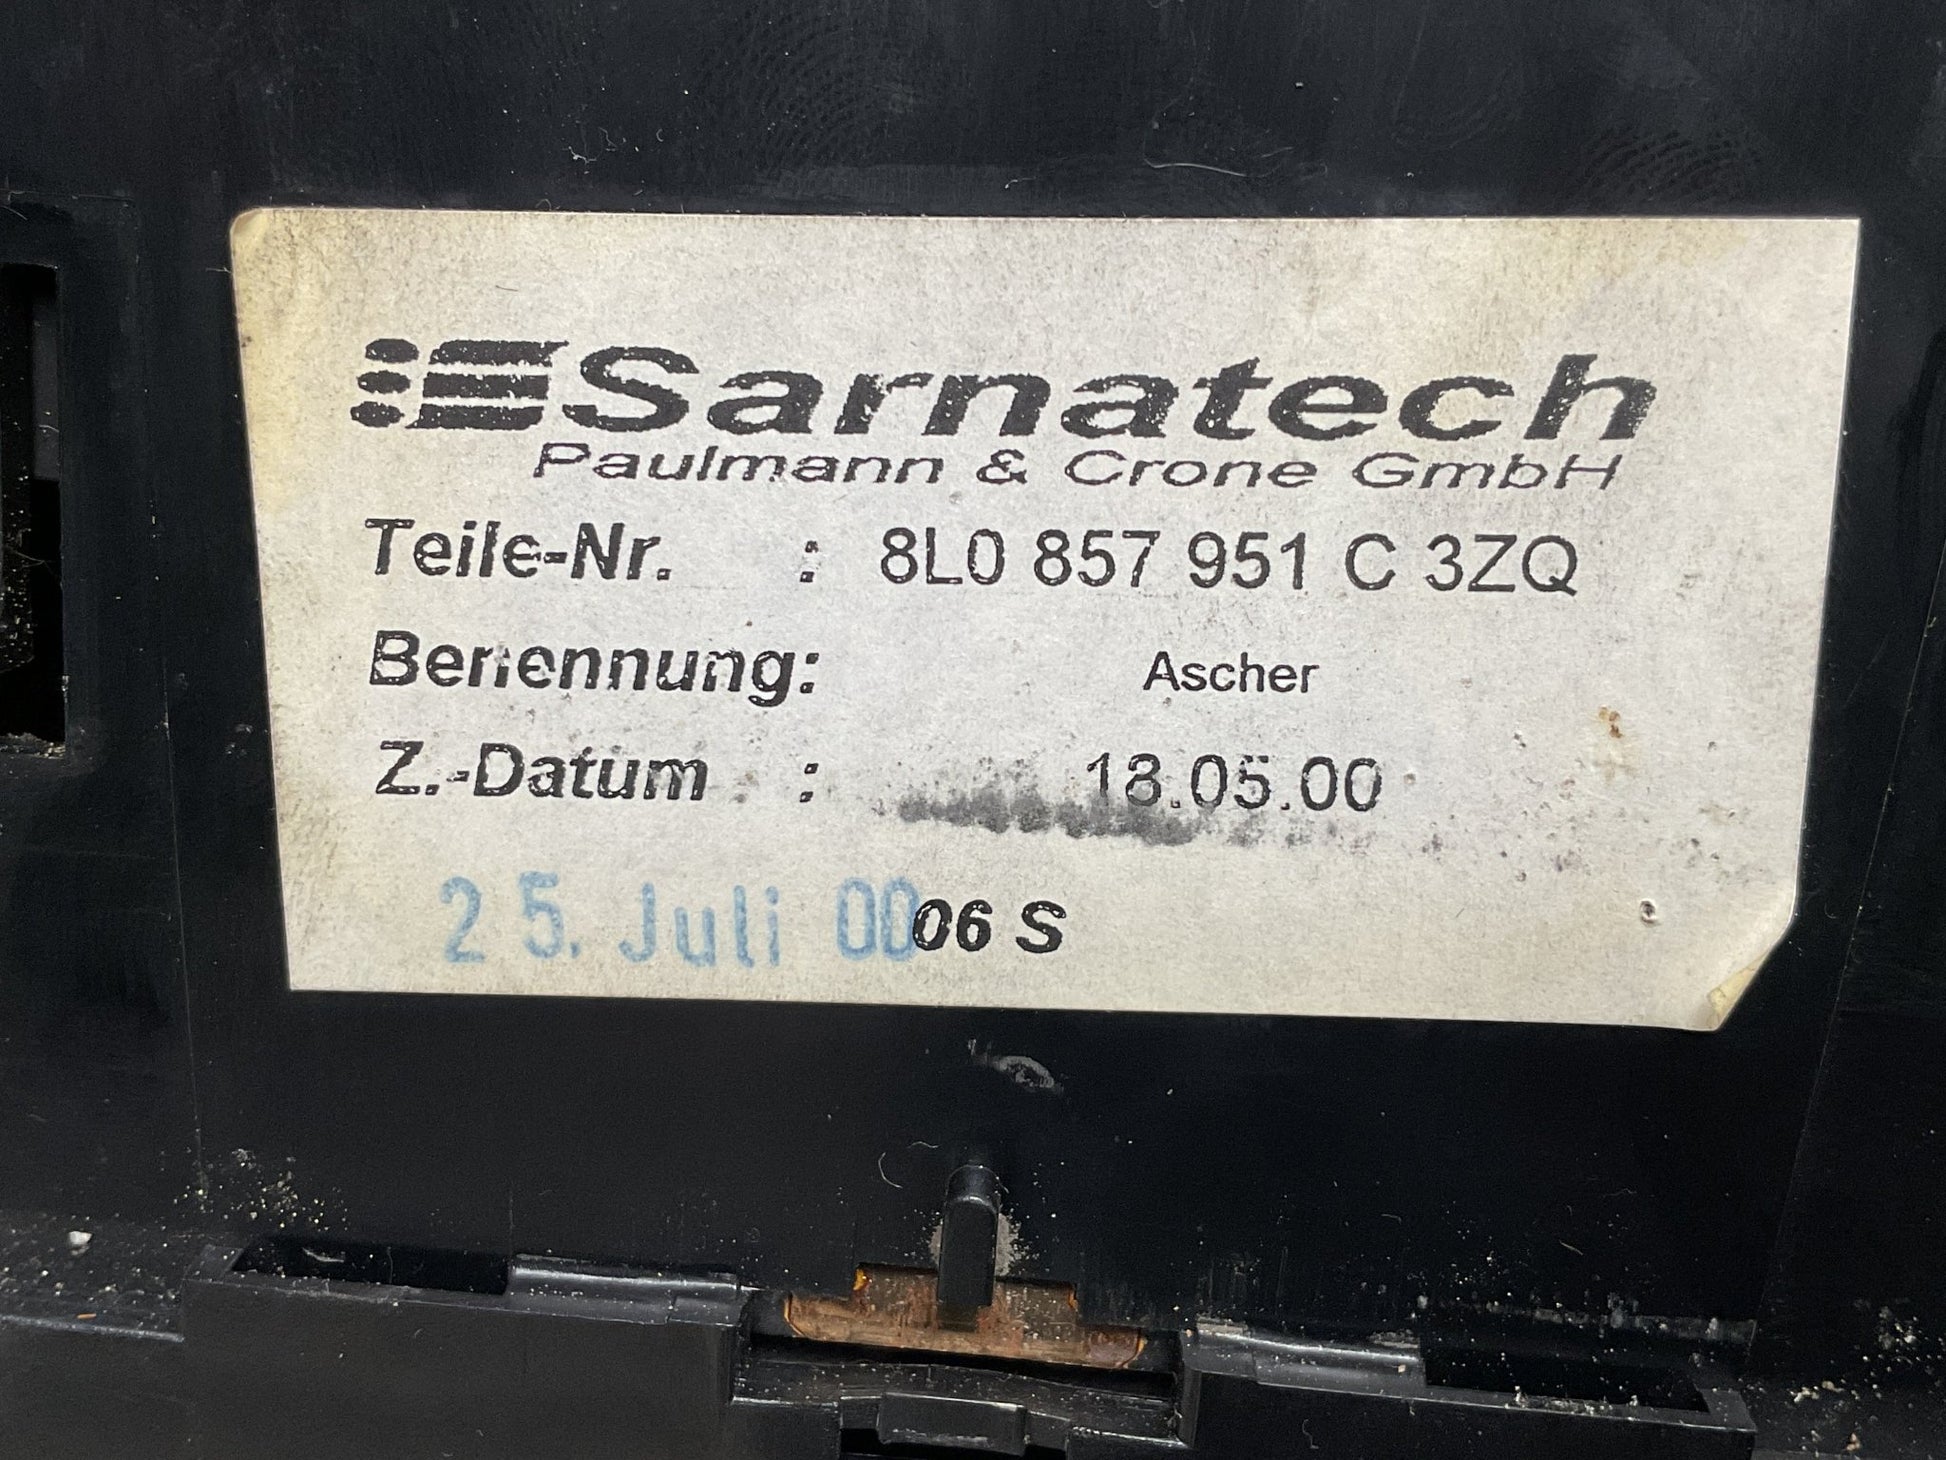 Sarnatech
Paulmann & Crone GmbH
Teile-Nr. : 8L0 857 951 C 3ZQ
Benennung: Ascher
Z.-Datum : 18.05.00
25. Juli 00 06 S